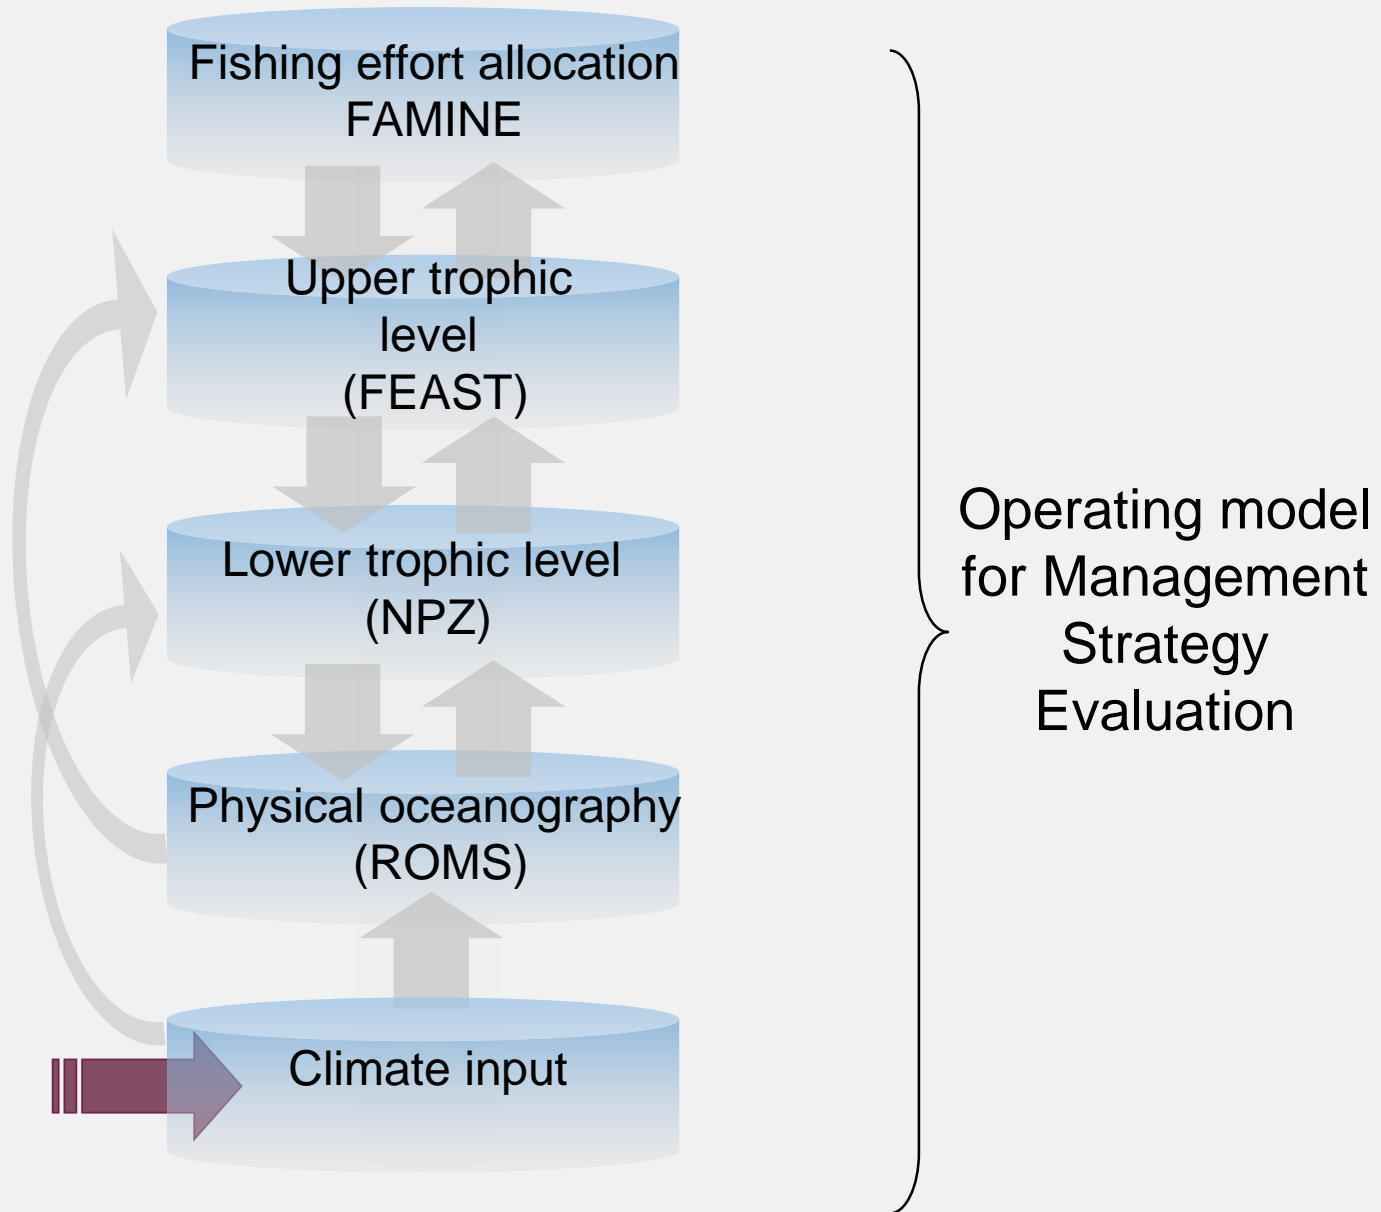 Fishing effort allocation
FAMINE
Upper trophic
level
(FEAST)
Lower trophic level
(NPZ)
Physical oceanography
(ROMS)
Climate input
Operating model
for Management
Strategy
Evaluation